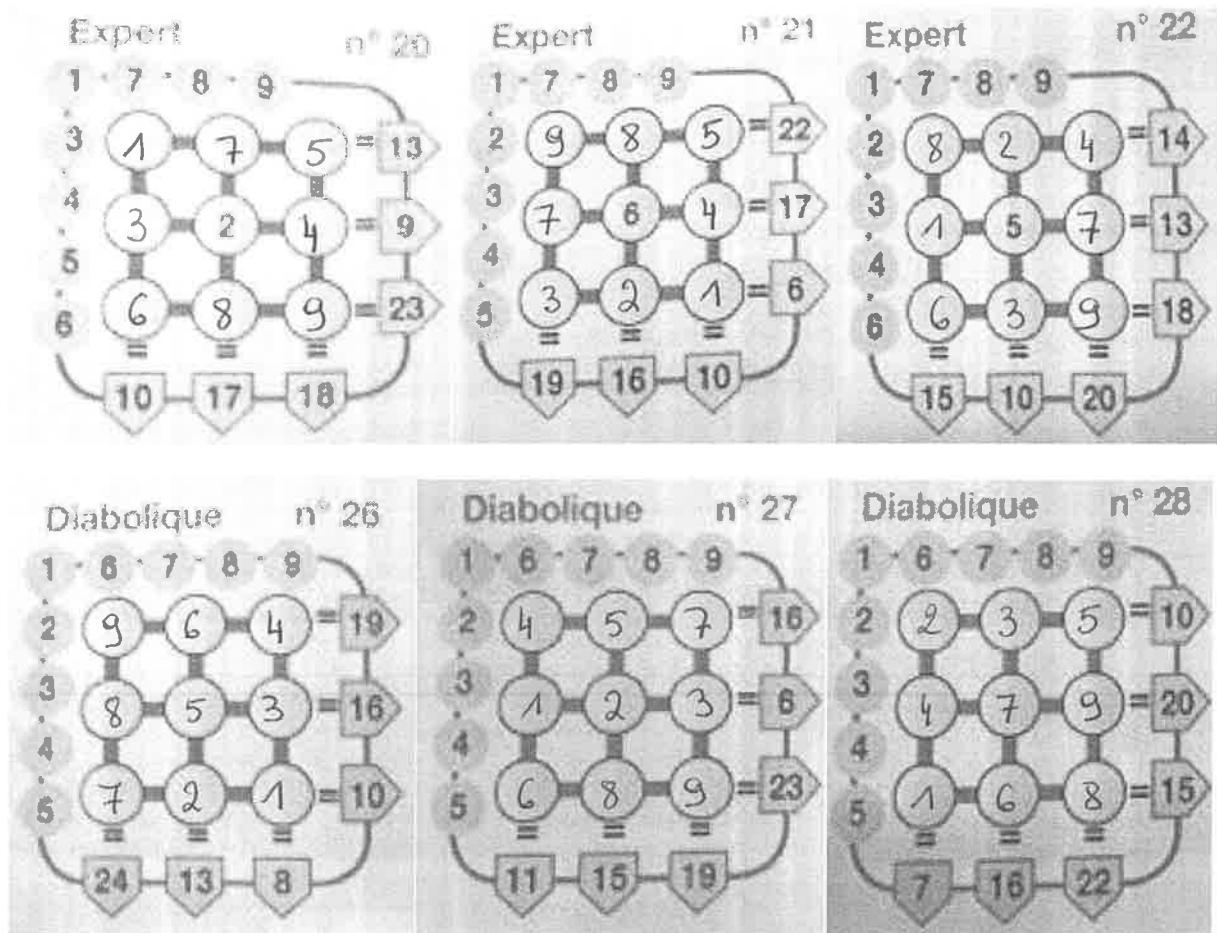 Expert n° 20
1 · 7 · 8 · 9
3 1 7 5 = 13
4 3 2 4 = 9
5
6 6 8 9 = 23
= = =
10 17 18
Expert n° 21
1 · 7 · 8 · 9
2 9 8 5 = 22
3 7 6 4 = 17
4
5 3 2 1 = 6
= = =
19 16 10
Expert n° 22
1 · 7 · 8 · 9
2 8 2 4 = 14
3 1 5 7 = 13
4
6 6 3 9 = 18
= = =
15 10 20
Diabolique n° 26
1 · 6 · 7 · 8 · 9
2 9 6 4 = 19
3 8 5 3 = 16
4
5 7 2 1 = 10
= = =
24 13 8
Diabolique n° 27
1 · 6 · 7 · 8 · 9
2 4 5 7 = 16
3 1 2 3 = 6
4
5 6 8 9 = 23
= = =
11 15 19
Diabolique n° 28
1 · 6 · 7 · 8 · 9
2 2 3 5 = 10
3 4 7 9 = 20
4
5 1 6 8 = 15
= = =
7 16 22